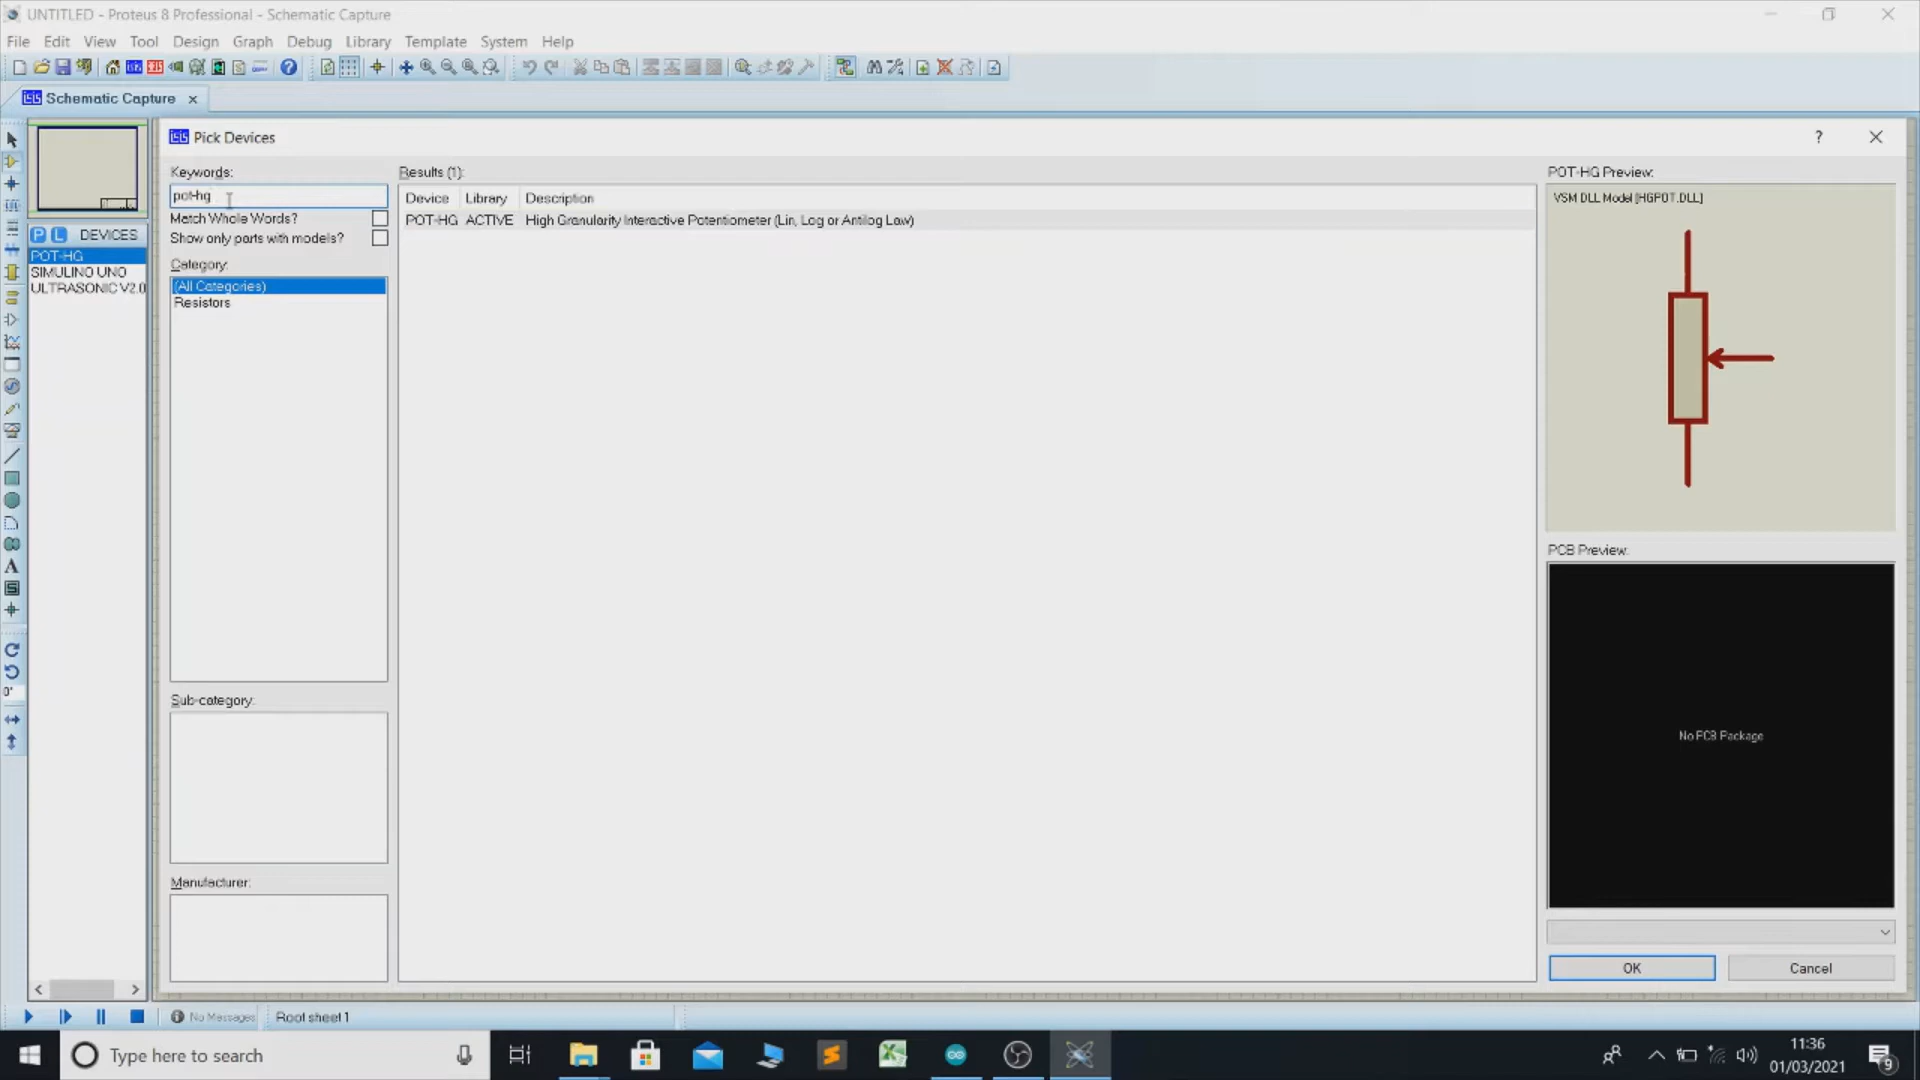 UNTITLED - Proteus 8 Professional - Schematic Capture
File Edit View Tool Design Graph Debug Library Template System Help
Schematic Capture
Pick Devices
Keywords:
pot-hg
Match Whole Words?
Show only parts with models?
Category:
(All Categories)
Resistors
Sub-category:
Manufacturer:
P L DEVICES
POT-HG
SIMULINO UNO
ULTRASONIC V2.0
0°
Results (1):
Device Library Description
POT-HG ACTIVE High Granularity Interactive Potentiometer (Lin, Log or Antilog Law)
POT-HG Preview:
VSM DLL Model [HGPOT.DLL]
PCB Preview:
No PCB Package
OK Cancel
No Messages Root sheet 1
Type here to search
11:36
01/03/2021
9